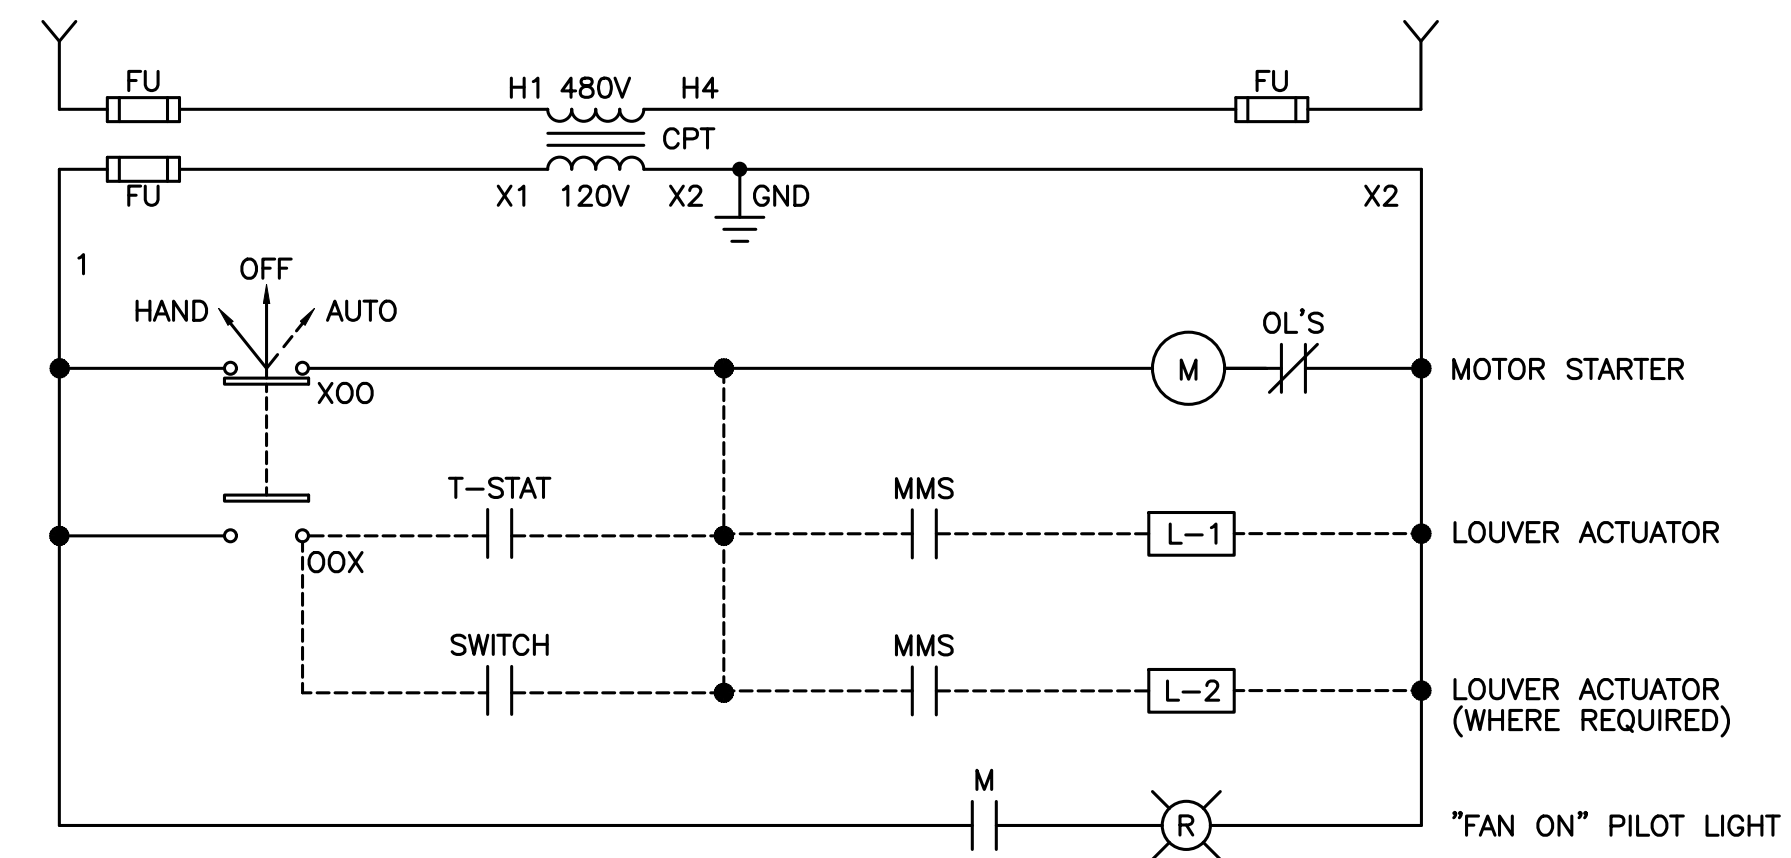 FU
H1 480V H4
FU
CPT
FU
X1 120V X2 GND
X2
1
OFF
HAND
AUTO
OL'S
M
MOTOR STARTER
XOO
T-STAT
MMS
L-1
LOUVER ACTUATOR
OOX
SWITCH
MMS
L-2
LOUVER ACTUATOR
(WHERE REQUIRED)
M
R
"FAN ON" PILOT LIGHT